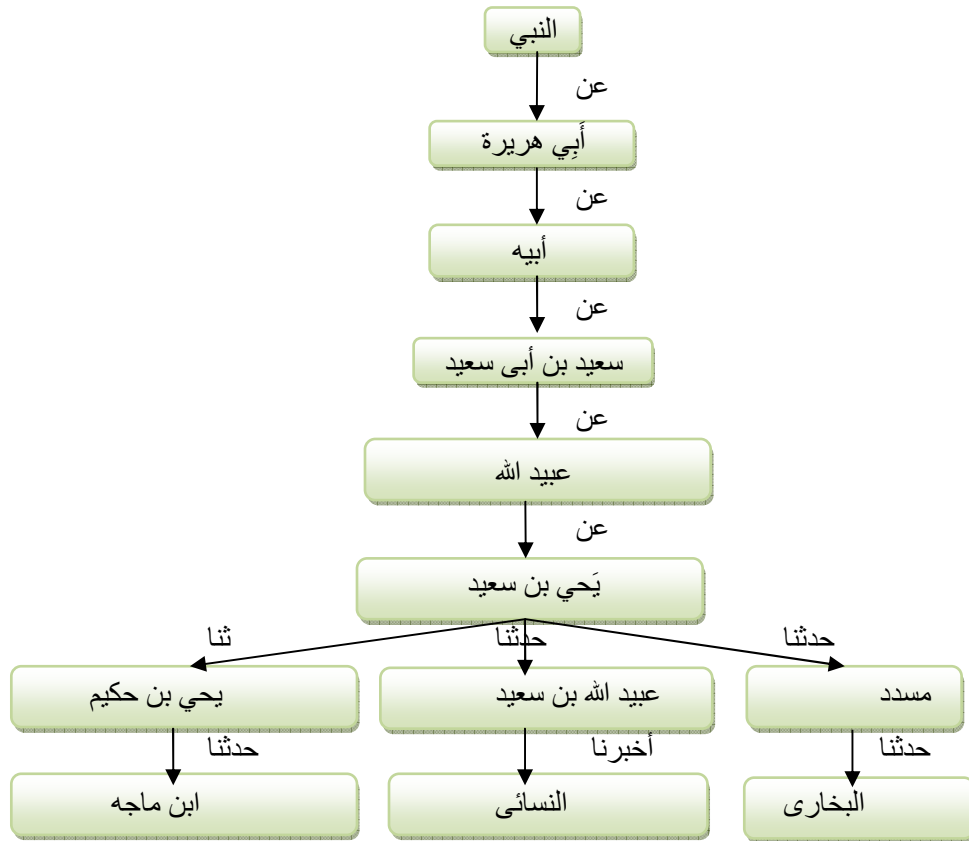 النبي
عن
أَبِي هريرة
عن
أبيه
عن
سعيد بن أبى سعيد
عن
عبيد الله
عن
يَحي بن سعيد
حدثنا
حدثنا
ثنا
مسدد
عبيد الله بن سعيد
يحي بن حكيم
حدثنا
أخبرنا
حدثنا
البخارى
النسائى
ابن ماجه